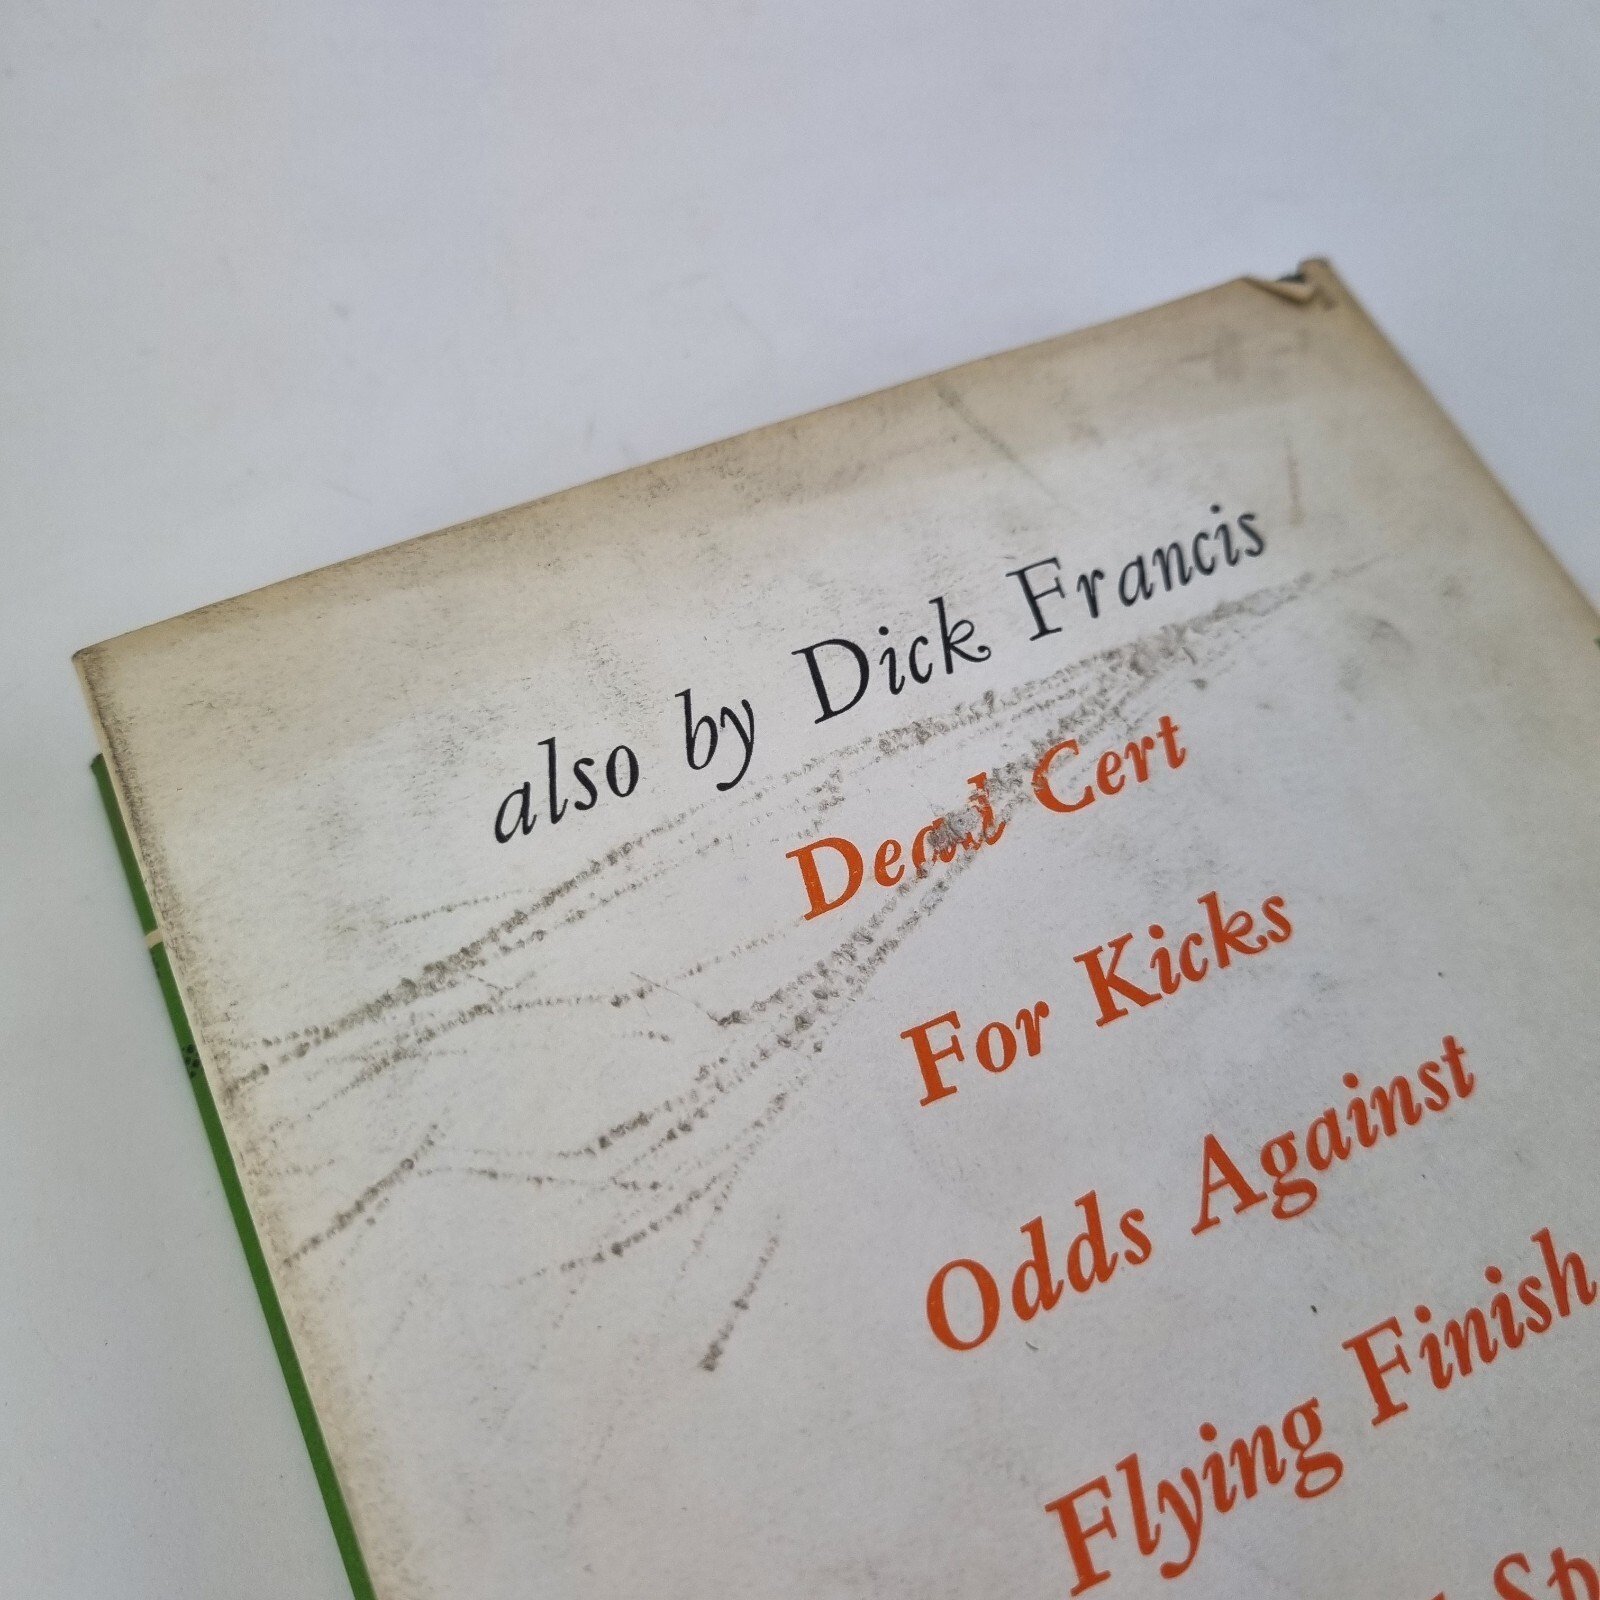 also by Dick Francis
Dead Cert
For Kicks
Odds Against
Flying Finish